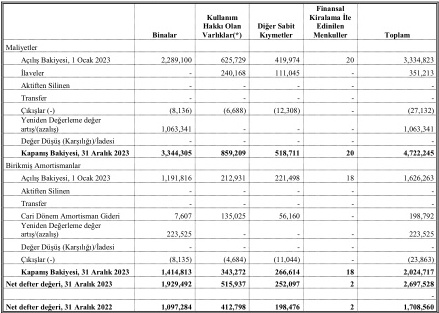 Binalar Kullanım Hakkı Olan Varlıklar(*) Diğer Sabit Kıymetler Finansal Kiralama İle Edinilen Menkuller Toplam
Maliyetler
Açılış Bakiyesi, 1 Ocak 2023 2,289,100 625,729 419,974 20 3,334,823
İlaveler - 240,168 111,045 - 351,213
Aktiften Silinen - - - - -
Transfer - - - - -
Çıkışlar (-) (8,136) (6,688) (12,308) - (27,132)
Yeniden Değerleme değer artış/(azalış) 1,063,341 - - - 1,063,341
Değer Düşüş (Karşılığı)/İadesi - - - - -
Kapanış Bakiyesi, 31 Aralık 2023 3,344,305 859,209 518,711 20 4,722,245
Birikmiş Amortismanlar
Açılış Bakiyesi, 1 Ocak 2023 1,191,816 212,931 221,498 18 1,626,263
Aktiften Silinen - - - - -
Transfer - - - - -
Cari Dönem Amortisman Gideri 7,607 135,025 56,160 - 198,792
Yeniden Değerleme değer artış/(azalış) 223,525 - - - 223,525
Değer Düşüş (Karşılığı)/İadesi - - - - -
Çıkışlar (-) (8,135) (4,684) (11,044) - (23,863)
Kapanış Bakiyesi, 31 Aralık 2023 1,414,813 343,272 266,614 18 2,024,717
Net defter değeri, 31 Aralık 2023 1,929,492 515,937 252,097 2 2,697,528
Net defter değeri, 31 Aralık 2022 1,097,284 412,798 198,476 2 1,708,560